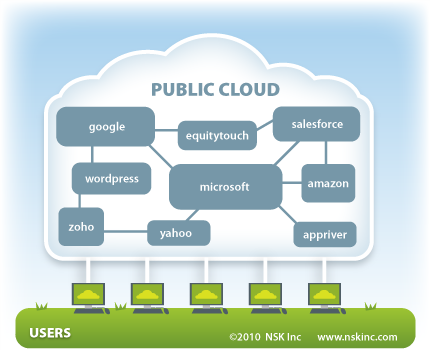 PUBLIC CLOUD
google
equitytouch
salesforce
wordpress
microsoft
amazon
zoho
yahoo
appriver
USERS
©2010 NSK Inc www.nskinc.com